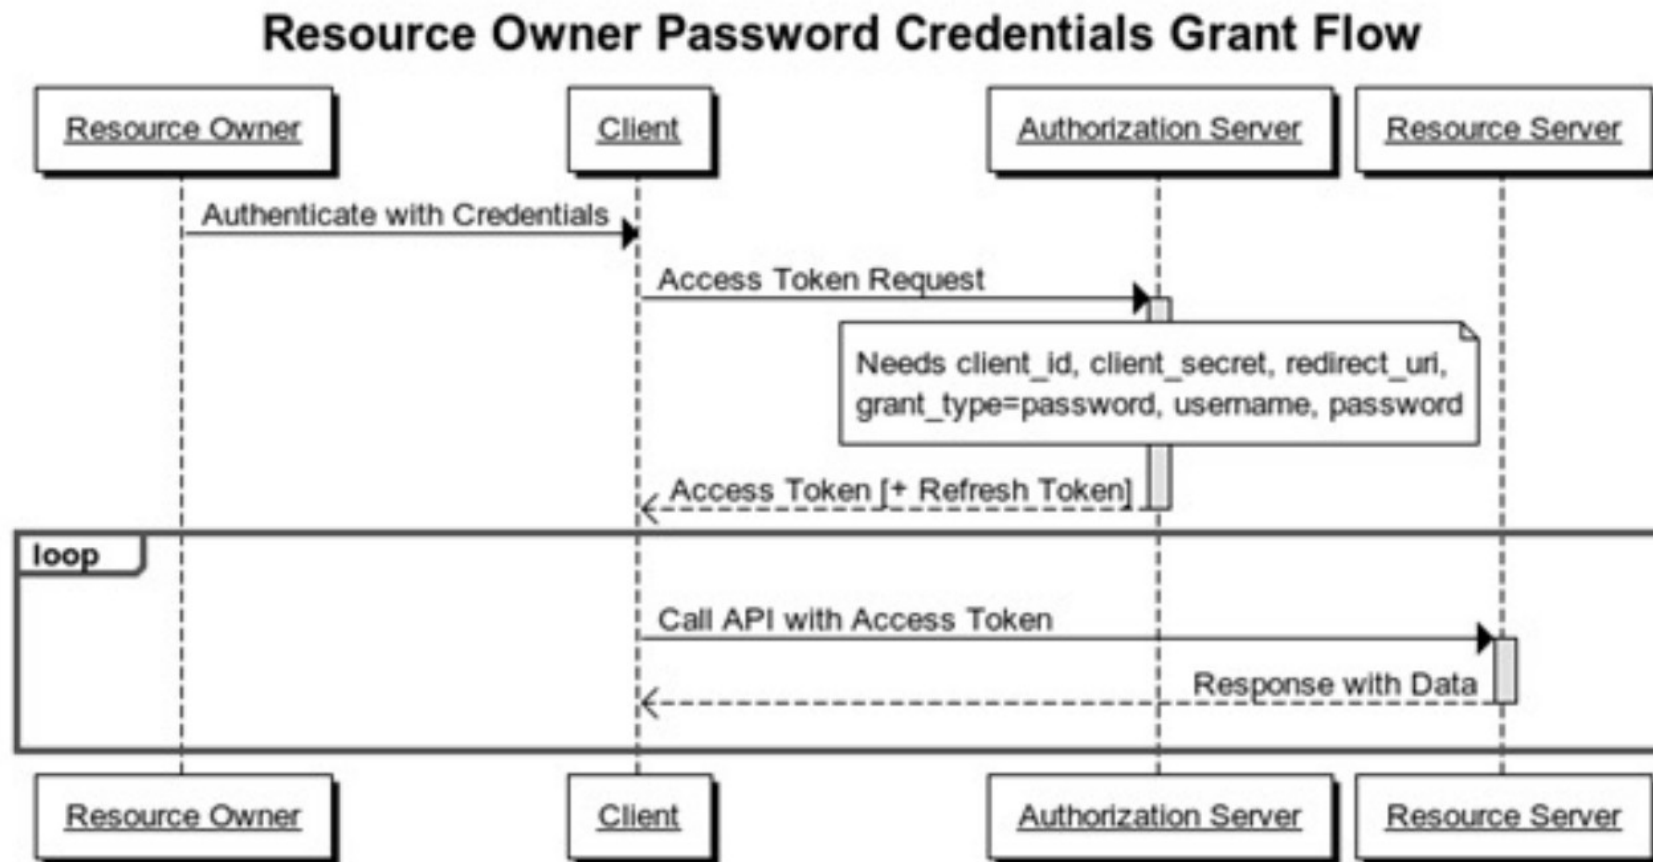 Resource Owner Password Credentials Grant Flow
Resource Owner
Client
Authorization Server
Resource Server
Authenticate with Credentials
Access Token Request
Needs client_id, client_secret, redirect_uri,
grant_type=password, username, password
Access Token [+ Refresh Token]
loop
Call API with Access Token
Response with Data
Resource Owner
Client
Authorization Server
Resource Server